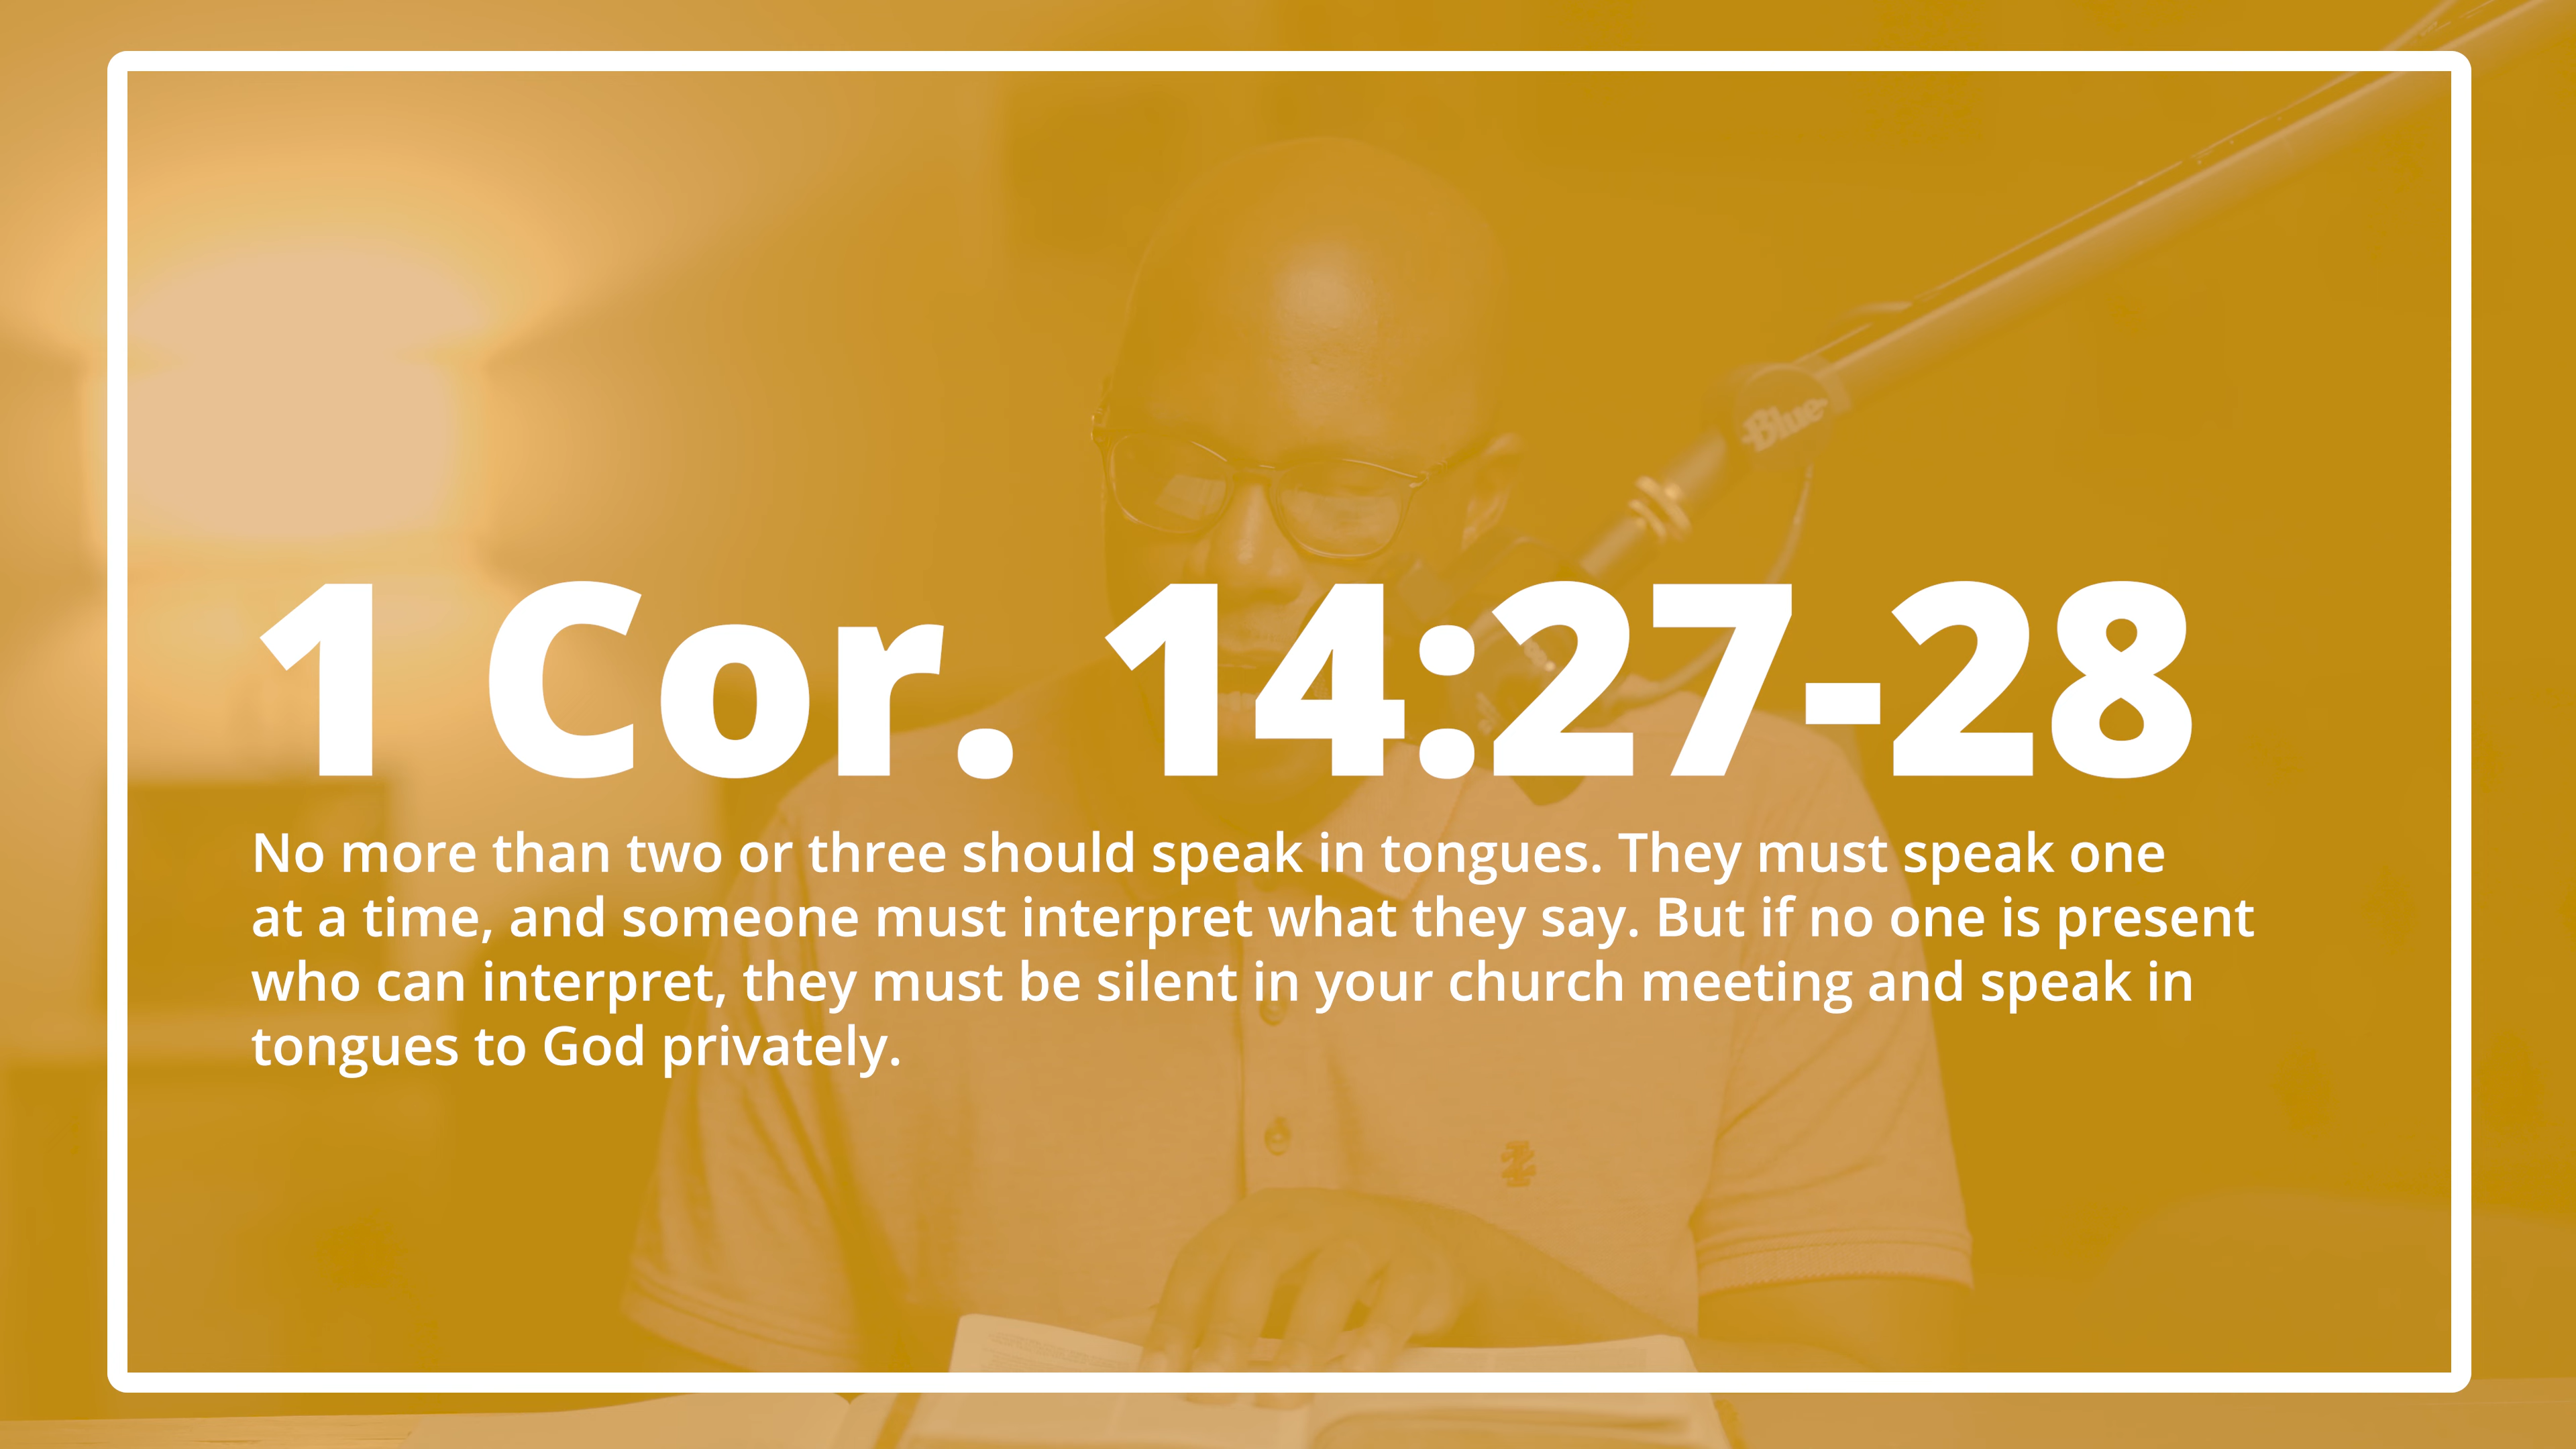 Blue
1 Cor. 14:27-28
No more than two or three should speak in tongues. They must speak one
at a time, and someone must interpret what they say. But if no one is present
who can interpret, they must be silent in your church meeting and speak in
tongues to God privately.